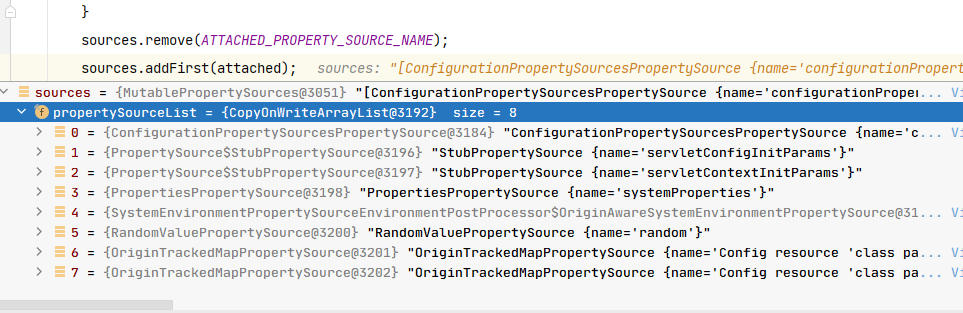 }
sources.remove(ATTACHED_PROPERTY_SOURCE_NAME);
sources.addFirst(attached); sources: "[ConfigurationPropertySourcesPropertySource {name='configurationPropert
sources = {MutablePropertySources@3051} "[ConfigurationPropertySourcesPropertySource {name='configurationPrope... Vi
f propertySourceList = {CopyOnWriteArrayList@3192} size = 8
0 = {ConfigurationPropertySourcesPropertySource@3184} "ConfigurationPropertySourcesPropertySource {name='c... Vi
1 = {PropertySource$StubPropertySource@3196} "StubPropertySource {name='servletConfigInitParams'}"
2 = {PropertySource$StubPropertySource@3197} "StubPropertySource {name='servletContextInitParams'}"
3 = {PropertiesPropertySource@3198} "PropertiesPropertySource {name='systemProperties'}"
4 = {SystemEnvironmentPropertySourceEnvironmentPostProcessor$OriginAwareSystemEnvironmentPropertySource@31... Vi
5 = {RandomValuePropertySource@3200} "RandomValuePropertySource {name='random'}"
6 = {OriginTrackedMapPropertySource@3201} "OriginTrackedMapPropertySource {name='Config resource 'class pa... Vi
7 = {OriginTrackedMapPropertySource@3202} "OriginTrackedMapPropertySource {name='Config resource 'class pa... Vi